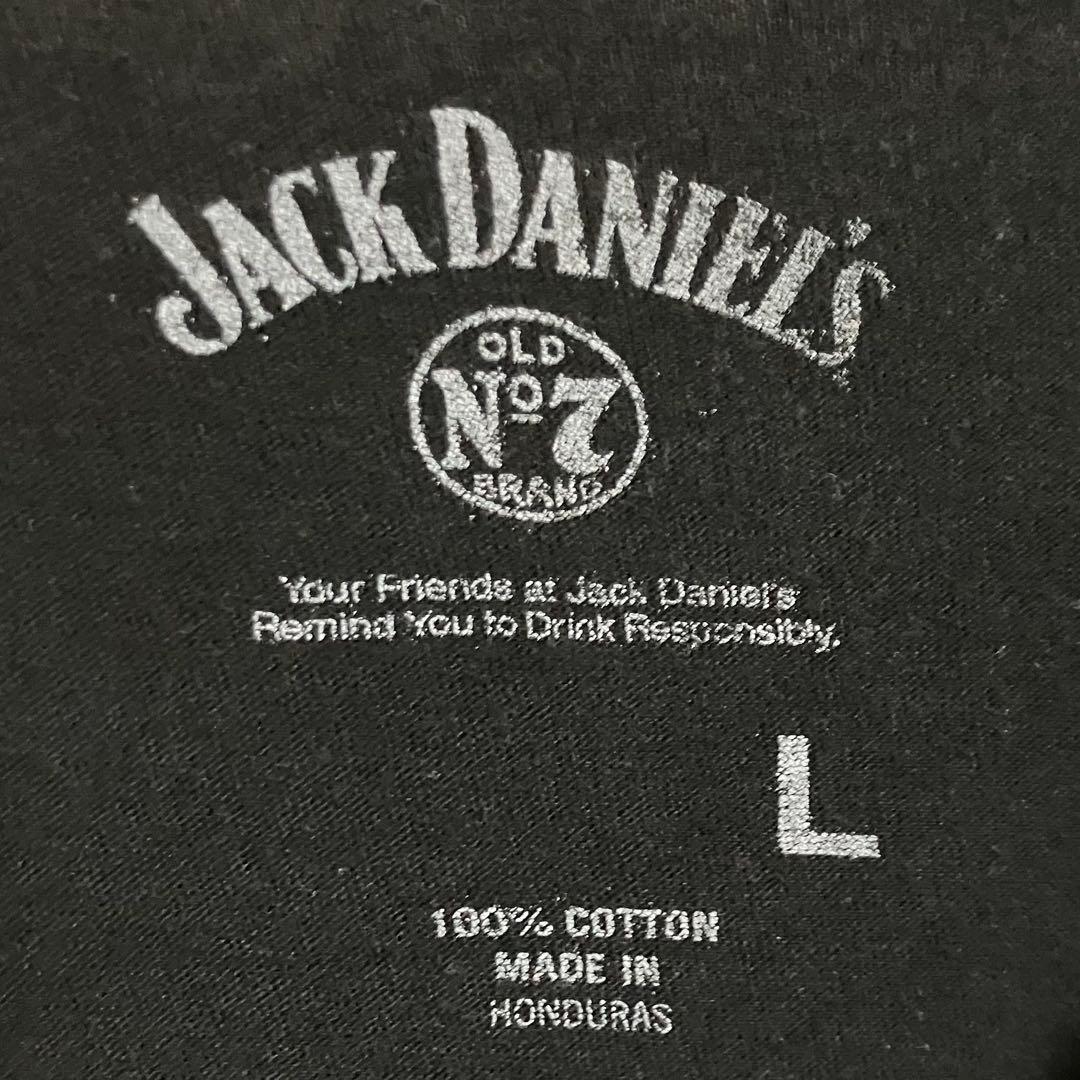 JACK DANIEL'S
OLD
Nº7
BRAND
Your Friends at Jack Daniel's
Remind You to Drink Responsibly.
L
100% COTTON
MADE IN
HONDURAS